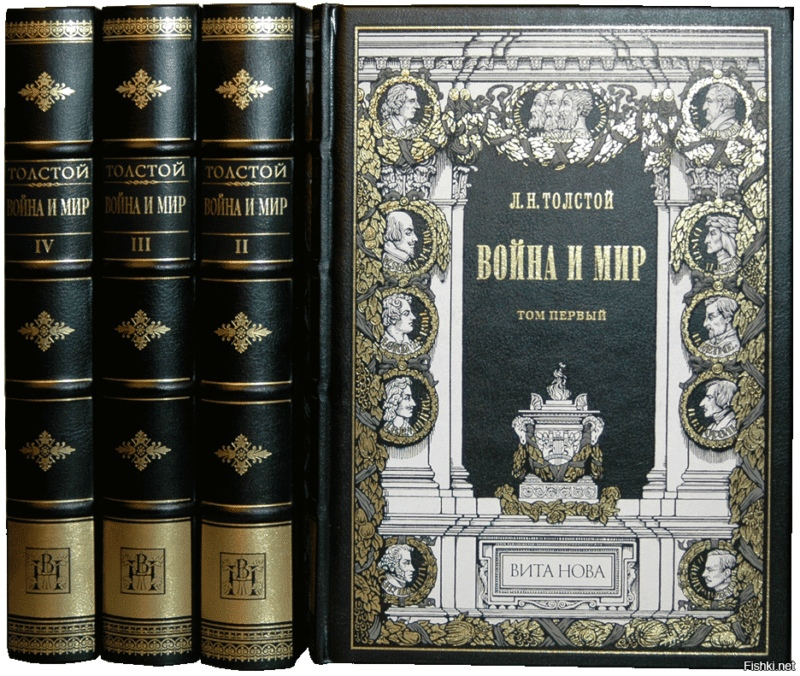 ТОЛСТОЙ
ВОЙНА И МИР
IV
ТОЛСТОЙ
ВОЙНА И МИР
III
ТОЛСТОЙ
ВОЙНА И МИР
II
Л.Н.ТОЛСТОЙ
ВОЙНА И МИР
ТОМ ПЕРВЫЙ
ВИТА НОВА
Fishki.net